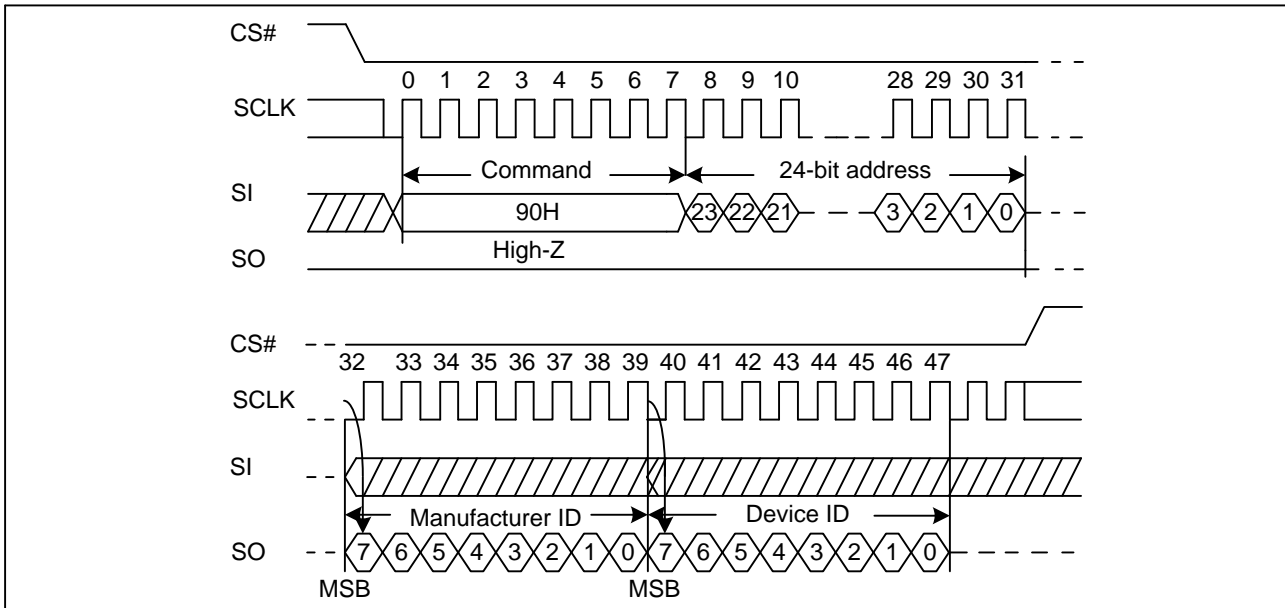 CS#
0 1 2 3 4 5 6 7 8 9 10 28 29 30 31
SCLK
Command 24-bit address
SI
90H 23 22 21 3 2 1 0
High-Z
SO
CS#
32 33 34 35 36 37 38 39 40 41 42 43 44 45 46 47
SCLK
SI
Manufacturer ID Device ID
SO 7 6 5 4 3 2 1 0 7 6 5 4 3 2 1 0
MSB MSB